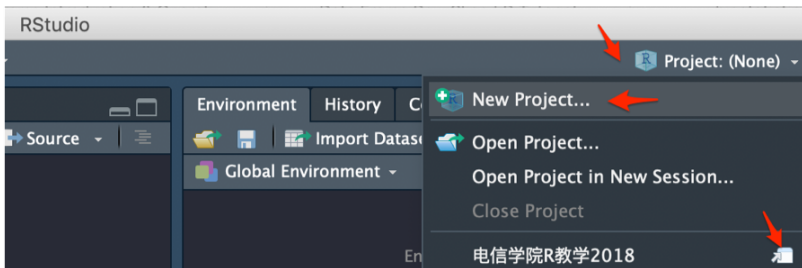 RStudio
Project: (None)
Environment History
New Project...
Source
Import Datase
Open Project...
Global Environment
Open Project in New Session...
Close Project
En
电信学院R教学2018